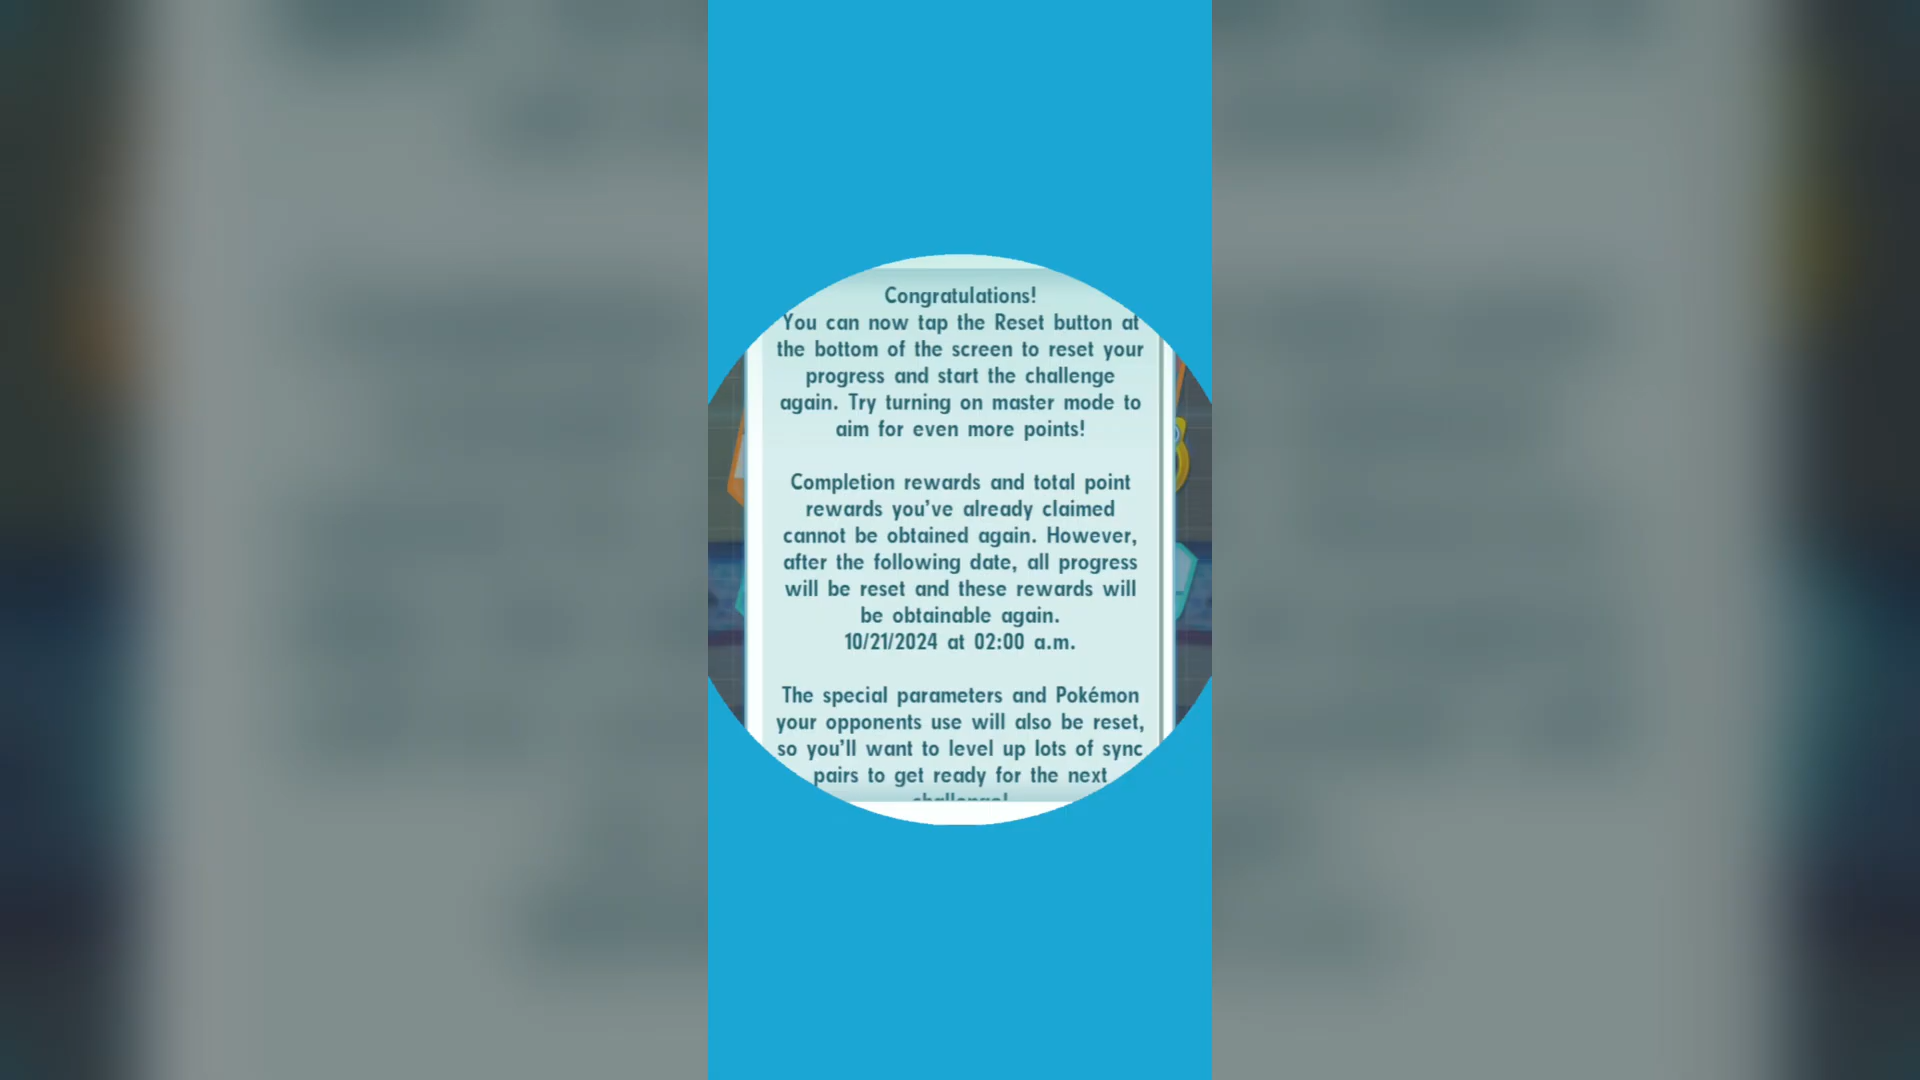 Congratulations!
You can now tap the Reset button at
the bottom of the screen to reset your
progress and start the challenge
again. Try turning on master mode to
aim for even more points!
Completion rewards and total point
rewards you've already claimed
cannot be obtained again. However,
after the following date, all progress
will be reset and these rewards will
be obtainable again.
10/21/2024 at 02:00 a.m.
The special parameters and Pokémon
your opponents use will also be reset,
so you'll want to level up lots of sync
pairs to get ready for the next
challenge!